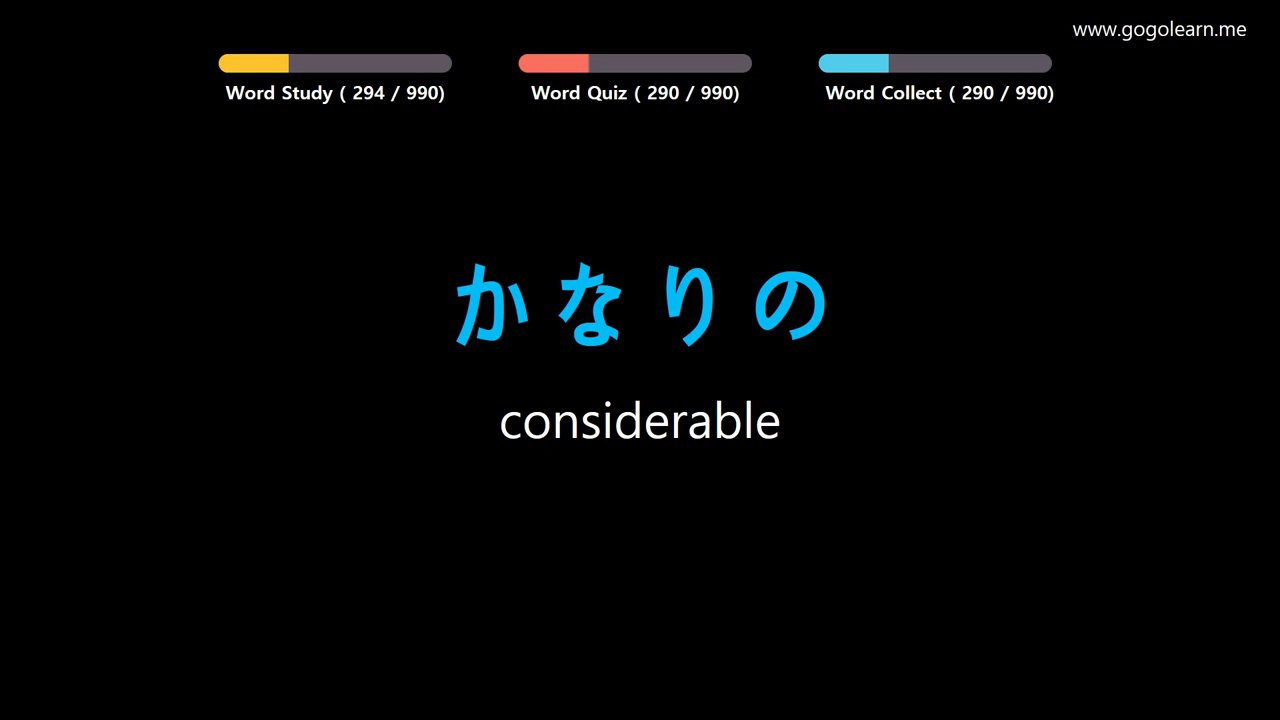 www.gogolearn.me
Word Study ( 294 / 990)
Word Quiz ( 290 / 990)
Word Collect ( 290 / 990)
かなりの
considerable